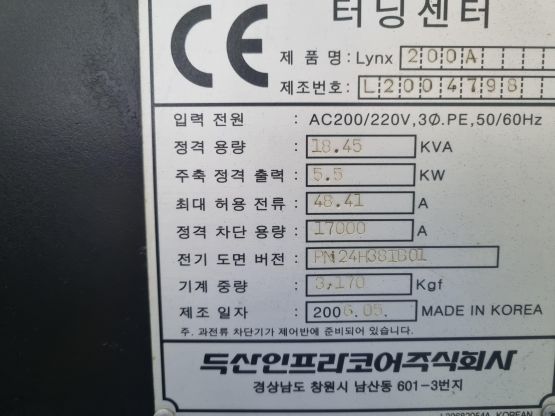 CE
터닝센터
제 품 명: Lynx 200A
제조번호: L2004798
입력 전원 : AC200/220V,3Ø.PE,50/60Hz
정격 용량 : 18.45 KVA
주축 정격 출력 : 5.5 KW
최대 허용 전류 : 48.41 A
정격 차단 용량 : 17000 A
전기 도면 버전 : PN24H381B01
기계 중량 : 3,170 Kgf
제조 일자 : 2006.05. MADE IN KOREA
주. 과전류 차단기가 제어반에 준비되어 있습니다.
두산인프라코어주식회사
경상남도 창원시 남산동 601-3번지